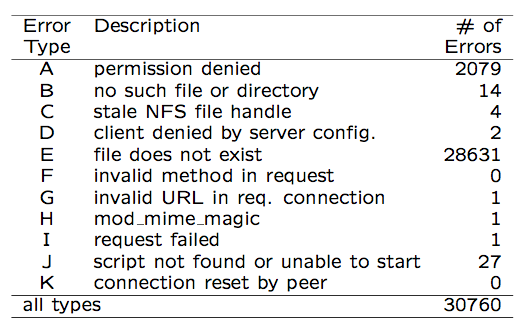 Error Description # of
Type Errors
A permission denied 2079
B no such file or directory 14
C stale NFS file handle 4
D client denied by server config. 2
E file does not exist 28631
F invalid method in request 0
G invalid URL in req. connection 1
H mod_mime_magic 1
I request failed 1
J script not found or unable to start 27
K connection reset by peer 0
all types 30760